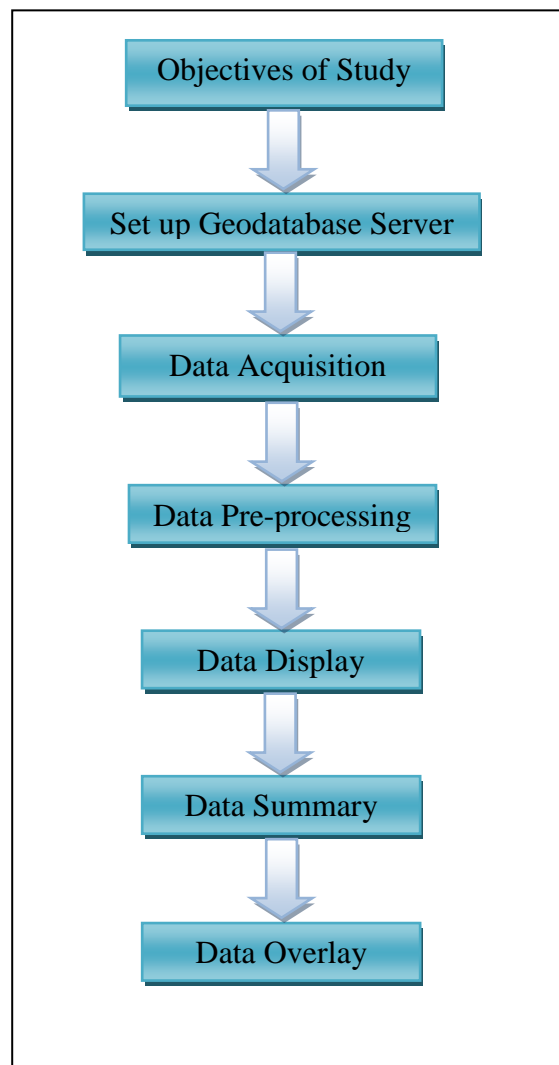 Objectives of Study
Set up Geodatabase Server
Data Acquisition
Data Pre-processing
Data Display
Data Summary
Data Overlay